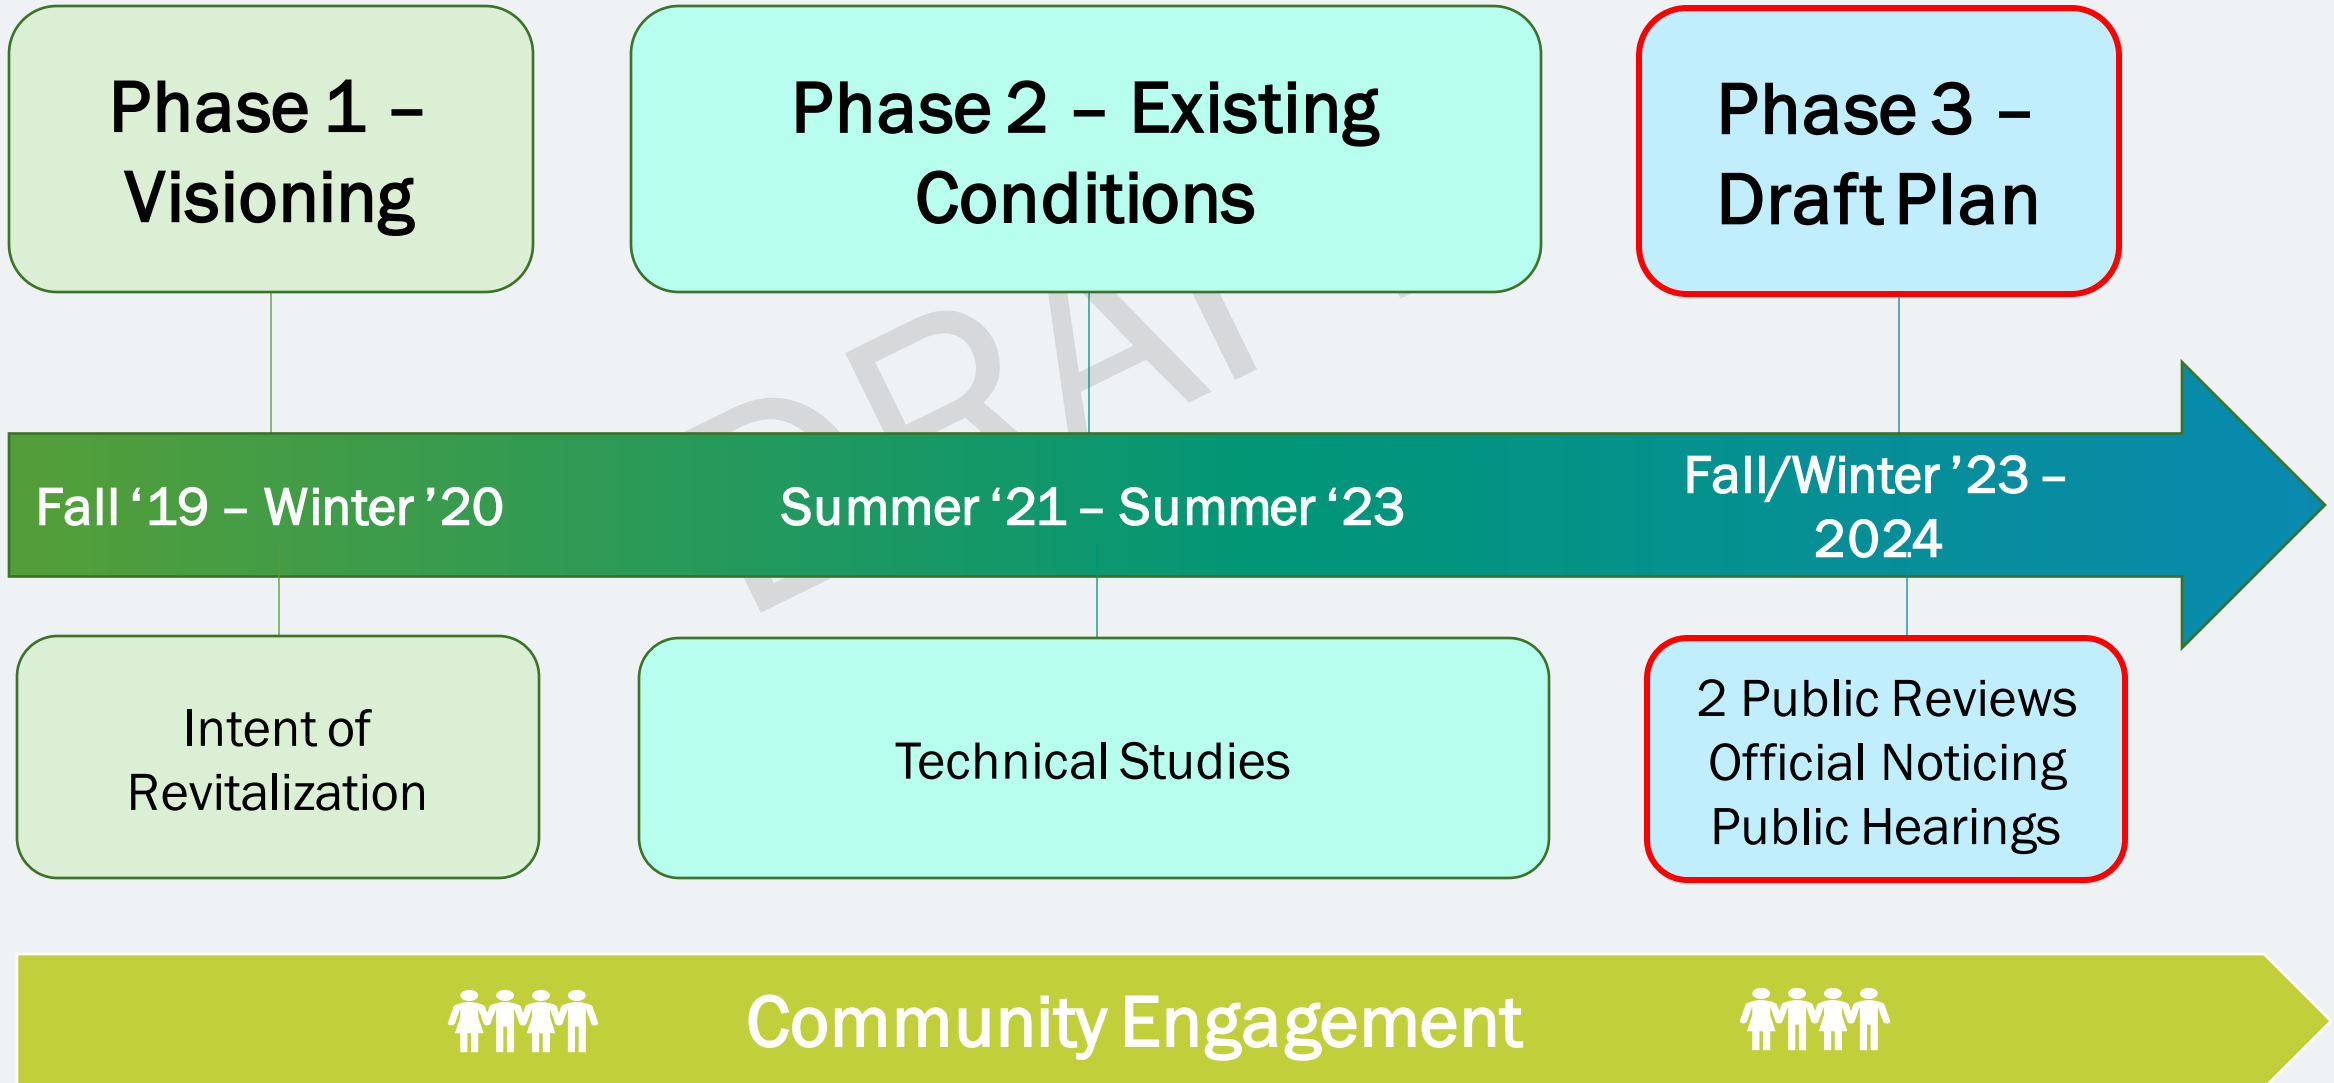 Phase 1 –
Visioning
Phase 2 – Existing
Conditions
Phase 3 –
Draft Plan
DRAFT
Fall ‘19 – Winter ’20
Summer ‘21 – Summer ‘23
Fall/Winter ’23 –
2024
Intent of
Revitalization
Technical Studies
2 Public Reviews
Official Noticing
Public Hearings
Community Engagement